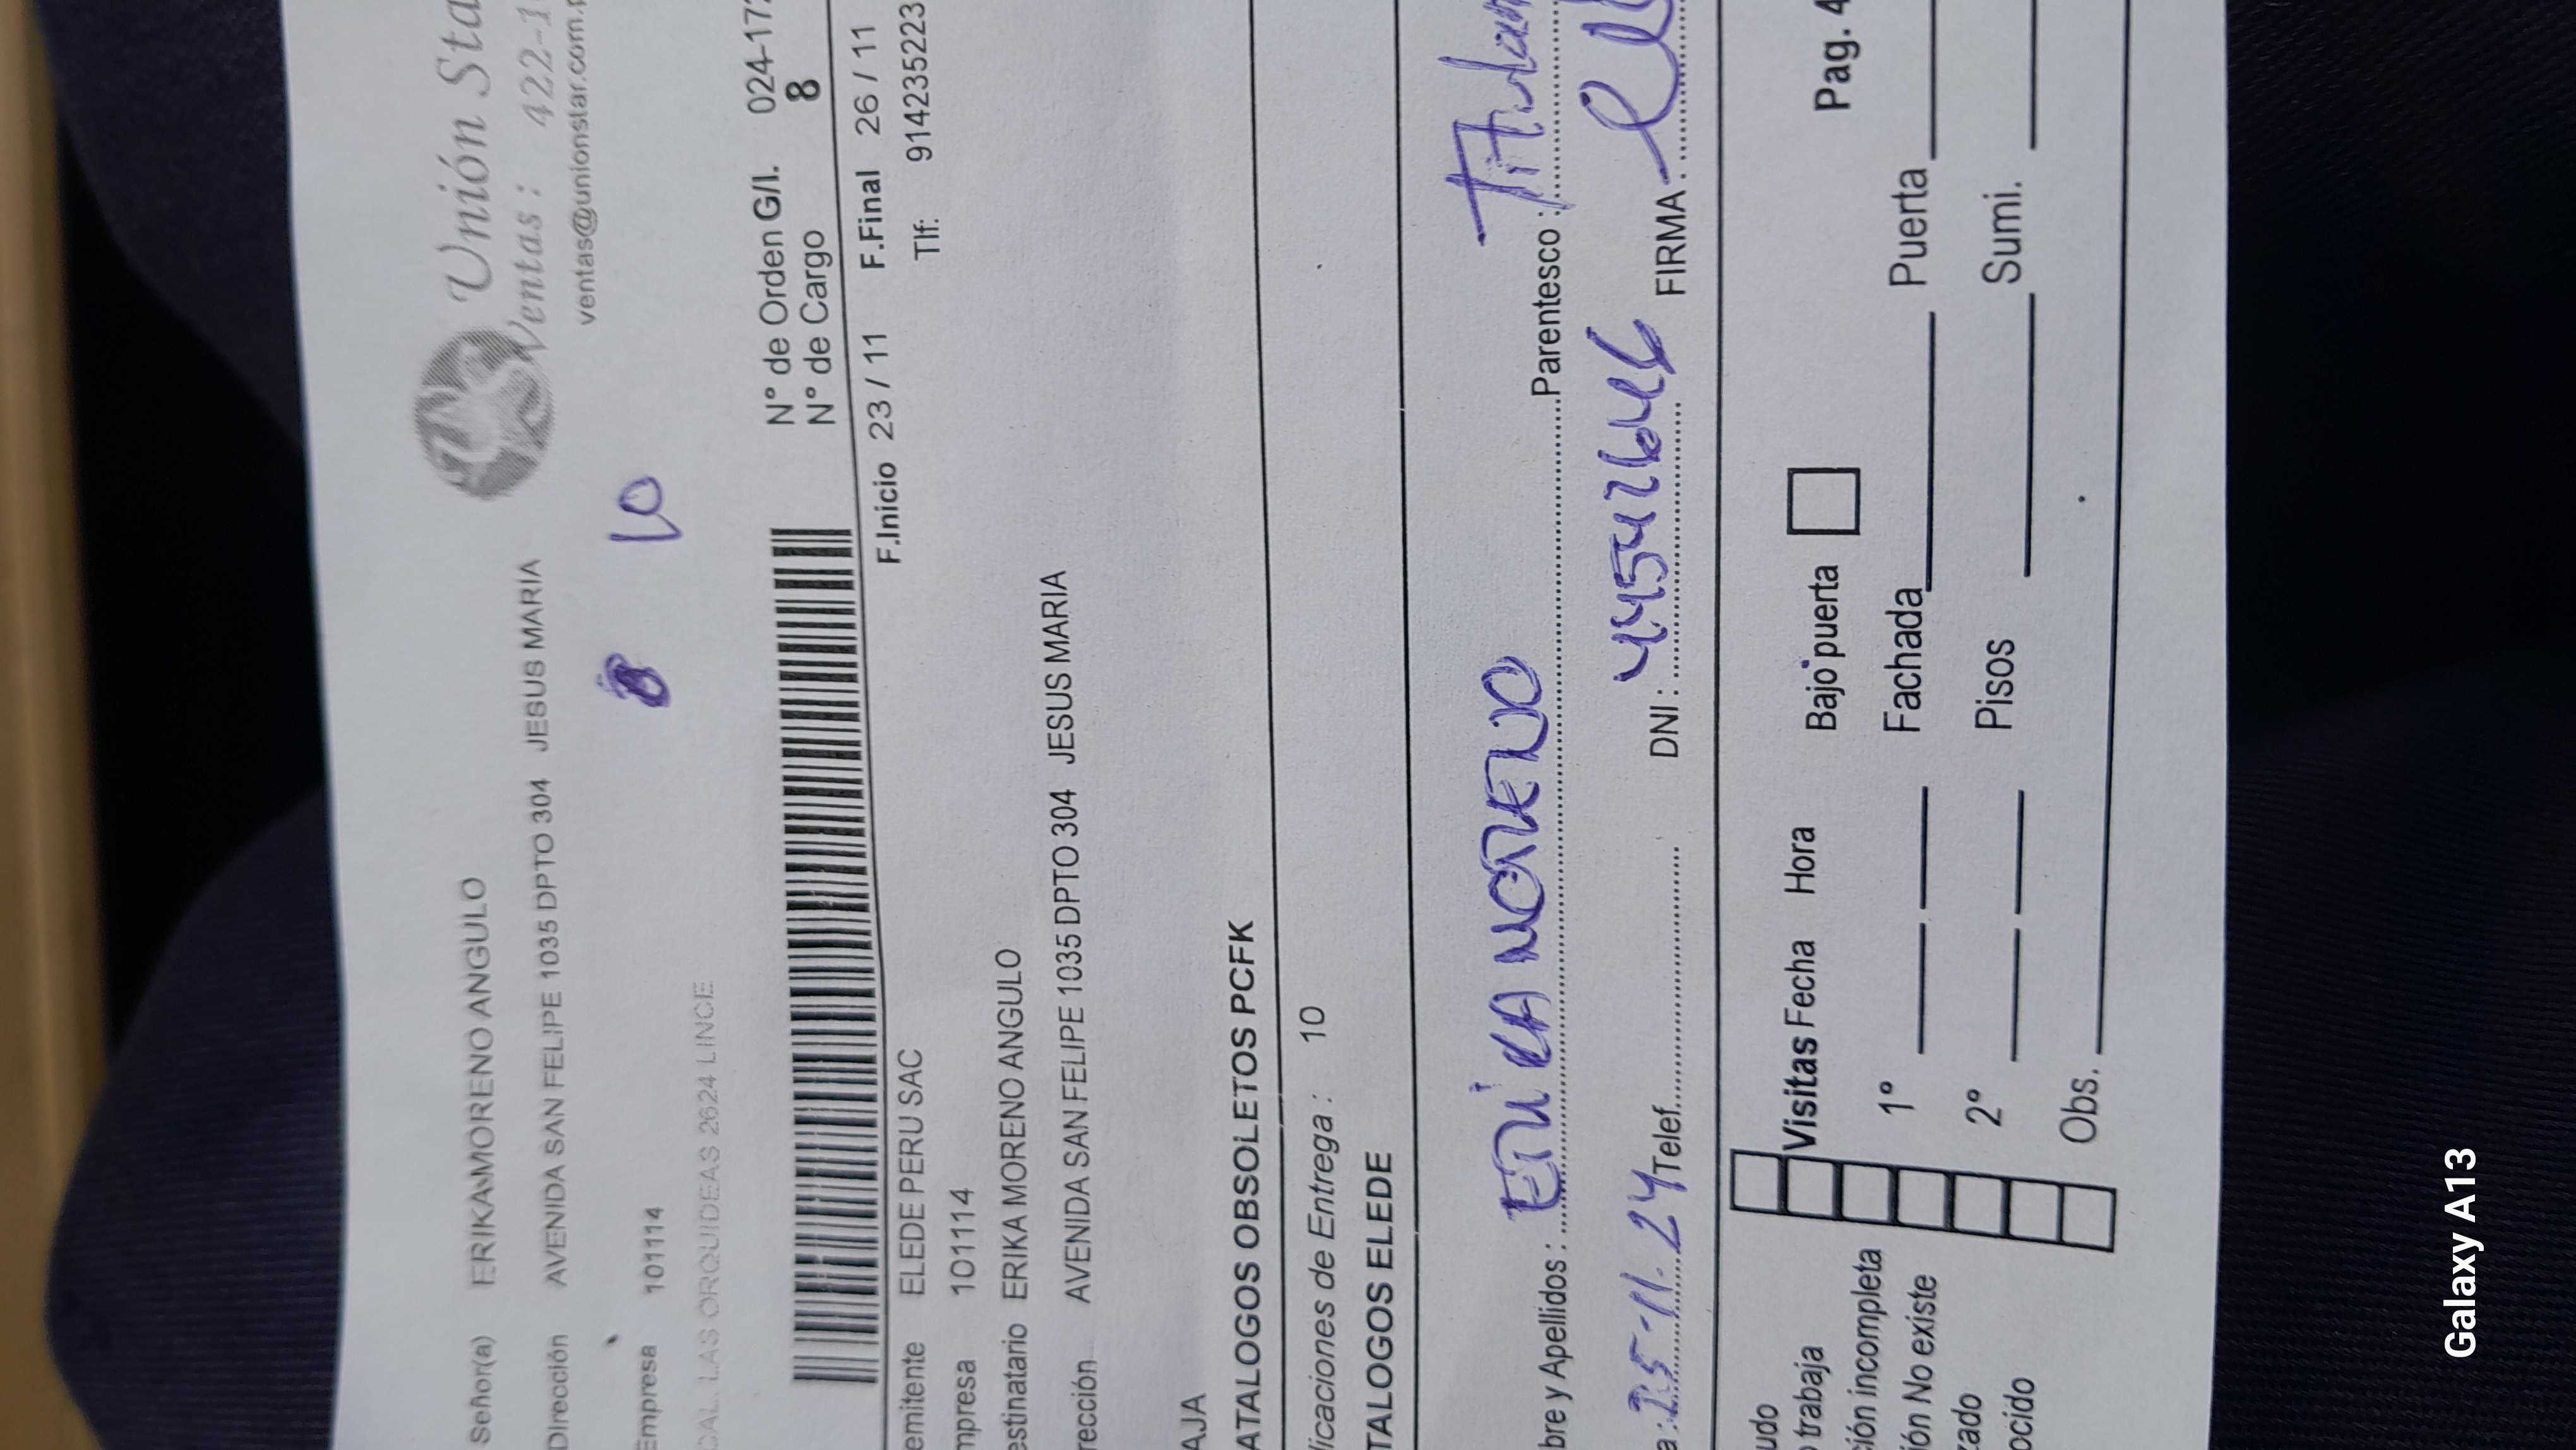 Señor(a) ERIKA MORENO ANGULO
Dirección AVENIDA SAN FELIPE 1035 DPTO 304 JESUS MARIA
Empresa 101114
CAL. LAS ORQUIDEAS 2624 LINCE
8 10
Unión Sta
Ventas: 422-1
ventas@unionstar.com.
N° de Orden G/I. 024-17
N° de Cargo 8
F.Inicio 23 / 11 F.Final 26 / 11
emitente ELEDE PERU SAC Tlf: 914235223
mpresa 101114
estinatario ERIKA MORENO ANGULO
rección AVENIDA SAN FELIPE 1035 DPTO 304 JESUS MARIA
AJA
ATALOGOS OBSOLETOS PCFK
licaciones de Entrega : 10
TALOGOS ELEDE
bre y Apellidos : ERIKA MORENO Parentesco : Titular
a : 25-11.24 Telef. DNI : 44542646 FIRMA :
udo
trabaja Visitas Fecha Hora Bajo puerta Pag. 4
ción incompleta 1° Fachada Puerta
ión No existe
zado 2° Pisos Sumi.
ocido Obs.
Galaxy A13